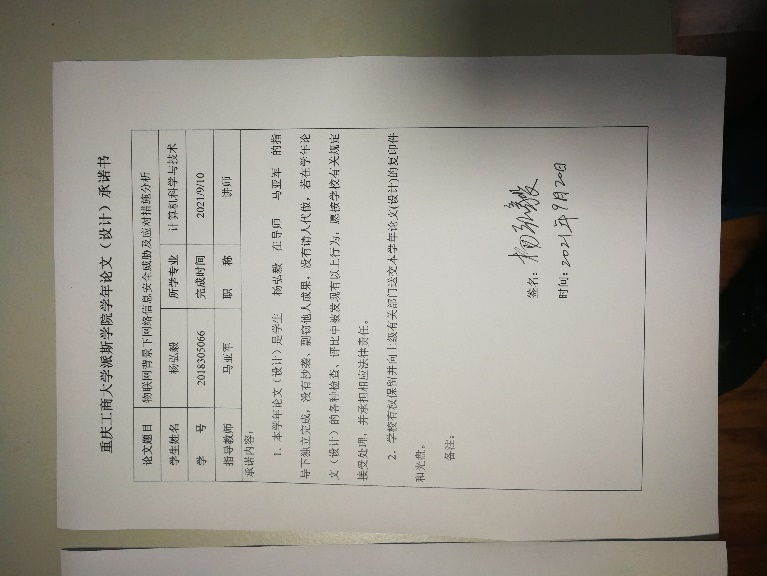 重庆工商大学派斯学院学年论文（设计）承诺书
论文题目 物联网背景下网络信息安全威胁及应对措施分析
学生姓名 杨弘毅 所学专业 计算机科学与技术
学 号 2018305066 完成时间 2021/9/10
指导教师 马亚军 职 称 讲师
承诺内容：
1．本学年论文（设计）是学生 杨弘毅 在导师 马亚军 的指
导下独立完成，没有抄袭、剽窃他人成果，没有请人代做，若在学年论
文（设计）的各种检查、评比中被发现有以上行为，愿按学校有关规定
接受处理，并承担相应法律责任。
2．学校有权保留并向上级有关部门送交本学年论文(设计)的复印件
和光盘。
备注：
签名：杨弘毅
时间：2021年9月20日